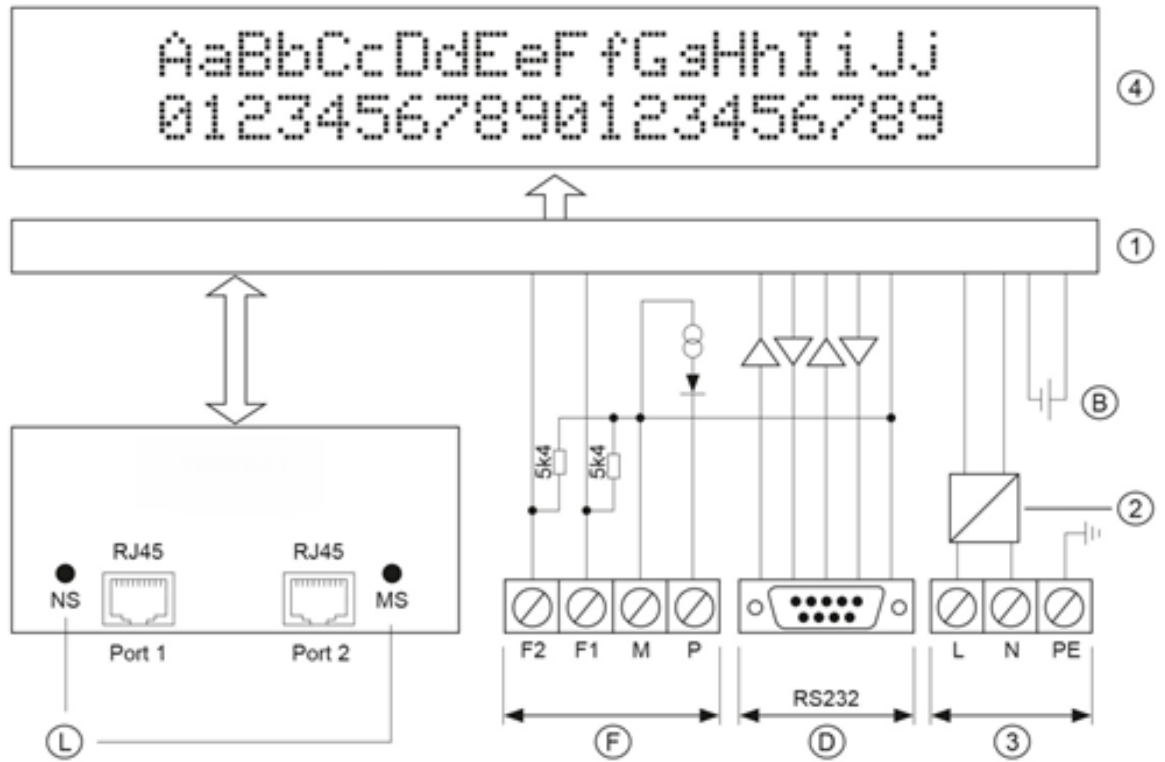 AaBbCcDdEeFfGgHhIiJj
01234567890123456789
4
1
B
5k4
5k4
2
RJ45
RJ45
NS
MS
Port 1
Port 2
F2
F1
M
P
L
N
PE
RS232
L
F
D
3